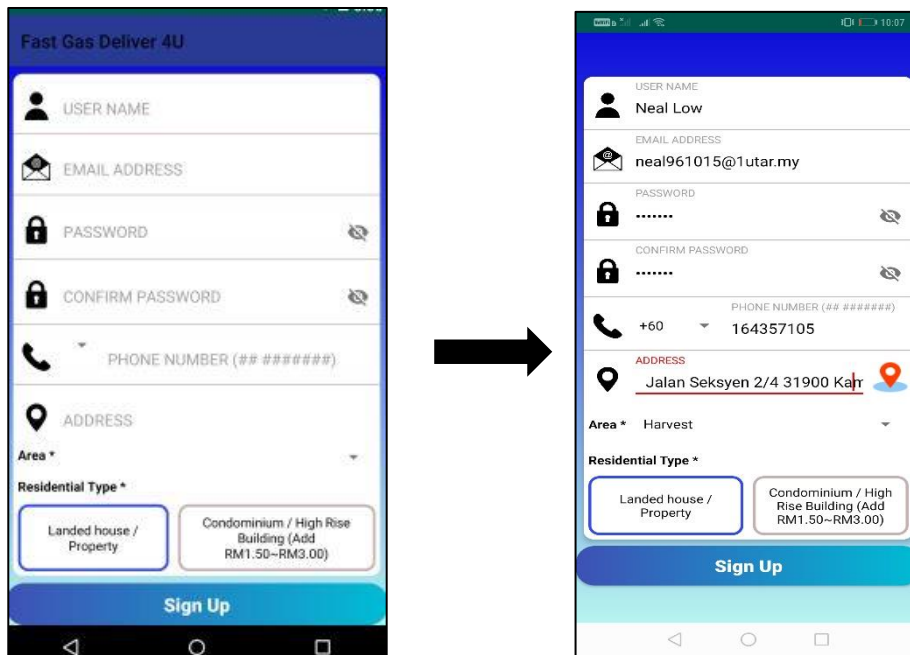 Fast Gas Deliver 4U
USER NAME
EMAIL ADDRESS
PASSWORD
CONFIRM PASSWORD
PHONE NUMBER (## #######)
ADDRESS
Area *
Residential Type *
Landed house /
Property
Condominium / High Rise
Building (Add
RM1.50~RM3.00)
Sign Up
10:07
USER NAME
Neal Low
EMAIL ADDRESS
neal961015@1utar.my
PASSWORD
•••••••
CONFIRM PASSWORD
•••••••
PHONE NUMBER (## #######)
+60 164357105
ADDRESS
Jalan Seksyen 2/4 31900 Kam
Area * Harvest
Residential Type *
Landed house /
Property
Condominium / High
Rise Building (Add
RM1.50~RM3.00)
Sign Up